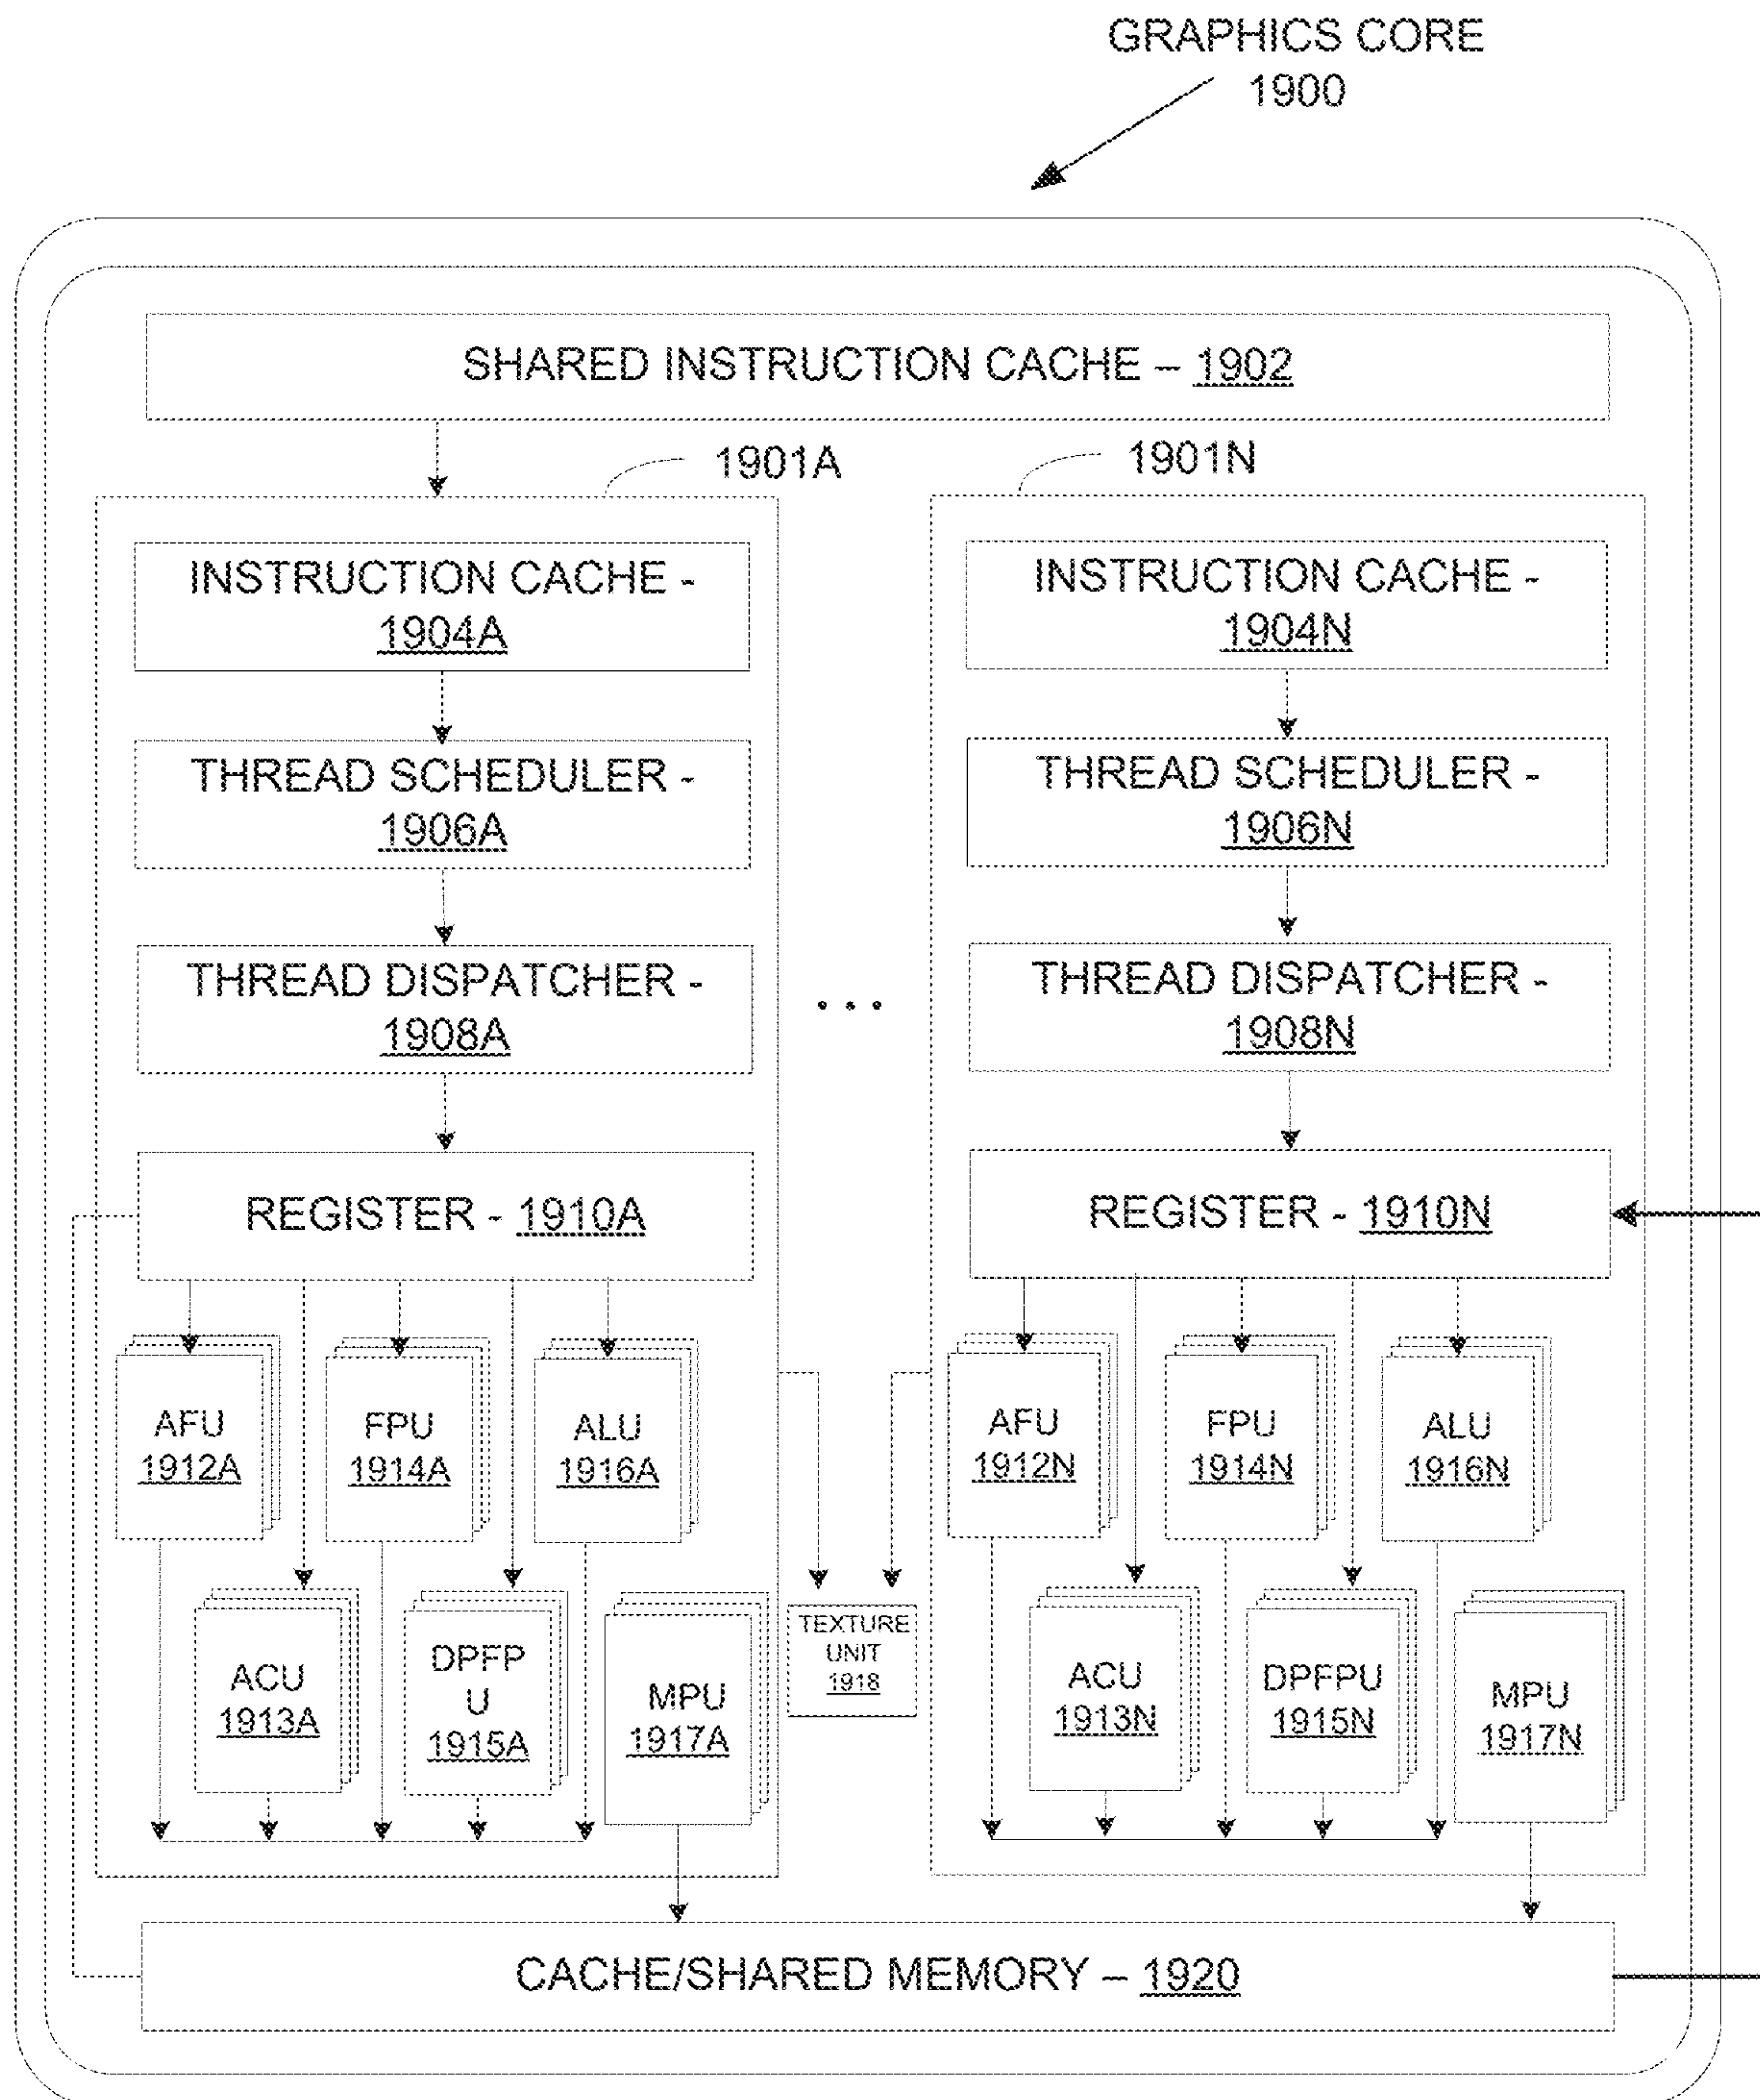 GRAPHICS CORE
1900
SHARED INSTRUCTION CACHE – 1902
1901A
1901N
INSTRUCTION CACHE -
1904A
THREAD SCHEDULER -
1906A
THREAD DISPATCHER -
1908A
REGISTER - 1910A
AFU
1912A
FPU
1914A
ALU
1916A
ACU
1913A
DPFP
U
1915A
MPU
1917A
...
TEXTURE
UNIT
1918
INSTRUCTION CACHE -
1904N
THREAD SCHEDULER -
1906N
THREAD DISPATCHER -
1908N
REGISTER - 1910N
AFU
1912N
FPU
1914N
ALU
1916N
ACU
1913N
DPFPU
1915N
MPU
1917N
CACHE/SHARED MEMORY – 1920